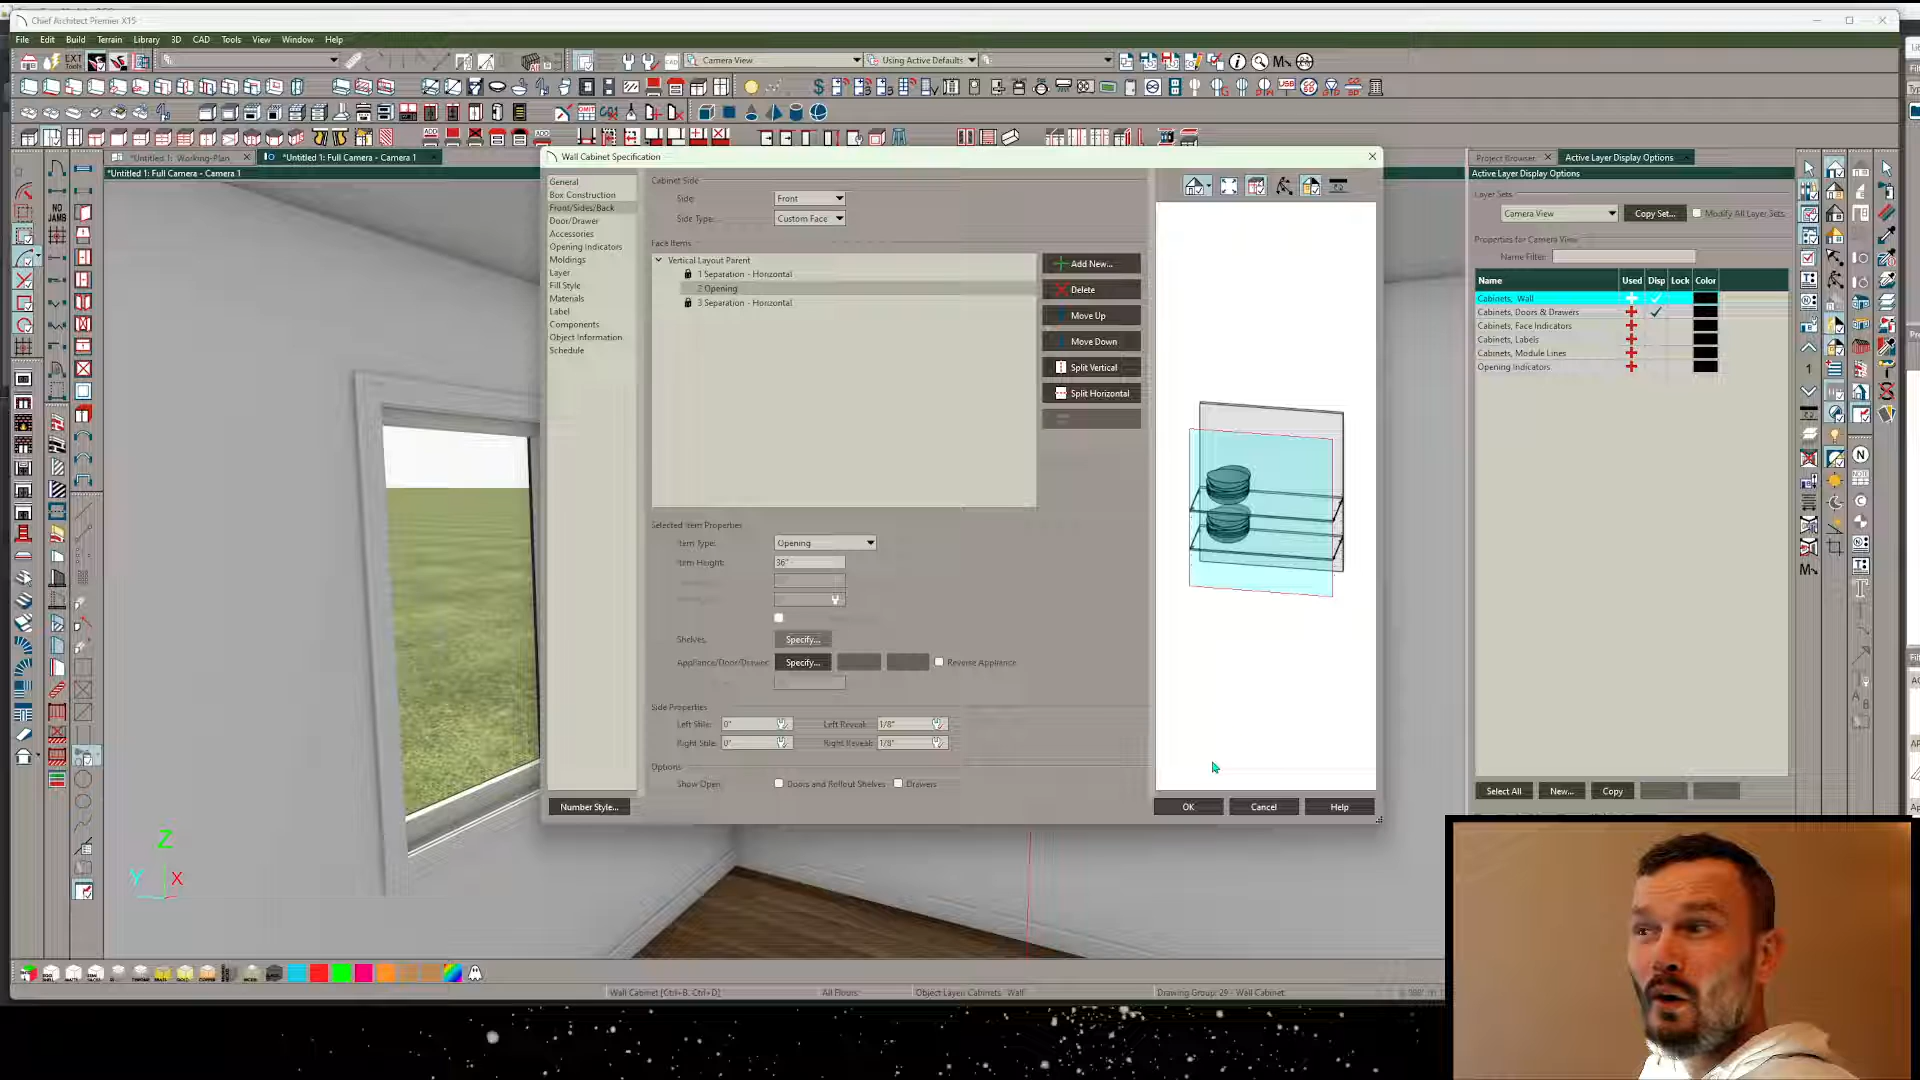 Chief Architect Premier X15
File Edit Build Terrain Library 3D CAD Tools View Window Help
EXT
Tools
Camera View
Using Active Defaults
*Untitled 1: Working-Plan
*Untitled 1: Full Camera - Camera 1
*Untitled 1: Full Camera - Camera 1
Wall Cabinet Specification
General
Box Construction
Front/Sides/Back
Door/Drawer
Accessories
Opening Indicators
Moldings
Layer
Fill Style
Materials
Label
Components
Object Information
Schedule
Number Style...
Cabinet Side
Side: Front
Side Type: Custom Face
Face Items
Vertical Layout Parent
1 Separation - Horizontal
2 Opening
3 Separation - Horizontal
Add New...
Delete
Move Up
Move Down
Split Vertical
Split Horizontal
Selected Item Properties
Item Type: Opening
Item Height: 36"
Shelves: Specify...
Appliance/Door/Drawer: Specify... Reverse Appliance
Side Properties
Left Stile: 0" Left Reveal: 1/8"
Right Stile: 0" Right Reveal: 1/8"
Options
Show Open: Doors and Rollout Shelves Drawers
OK Cancel Help
Project Browser
Active Layer Display Options
Active Layer Display Options
Layer Sets
Camera View Copy Set... Modify All Layer Sets
Properties for Camera View
Name Filter:
Name Used Disp Lock Color
Cabinets, Wall
Cabinets, Doors & Drawers
Cabinets, Face Indicators
Cabinets, Labels
Cabinets, Module Lines
Opening Indicators
Select All New... Copy
NO
JAMB
Z
Y X
Wall Cabinet [Ctrl+B, Ctrl+D] All Floors Object Layer: Cabinets, Wall Drawing Group: 29 - Wall Cabinet